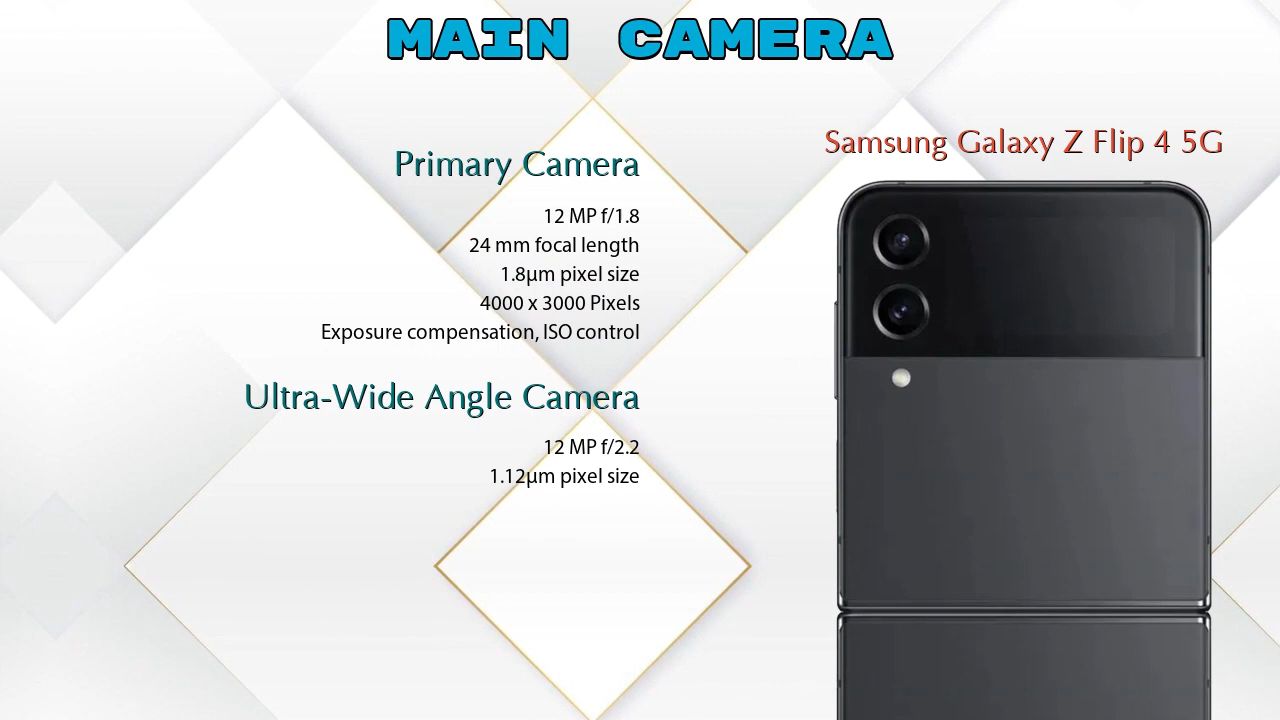 MAIN CAMERA
Samsung Galaxy Z Flip 4 5G
Primary Camera
12 MP f/1.8
24 mm focal length
1.8µm pixel size
4000 x 3000 Pixels
Exposure compensation, ISO control
Ultra-Wide Angle Camera
12 MP f/2.2
1.12µm pixel size